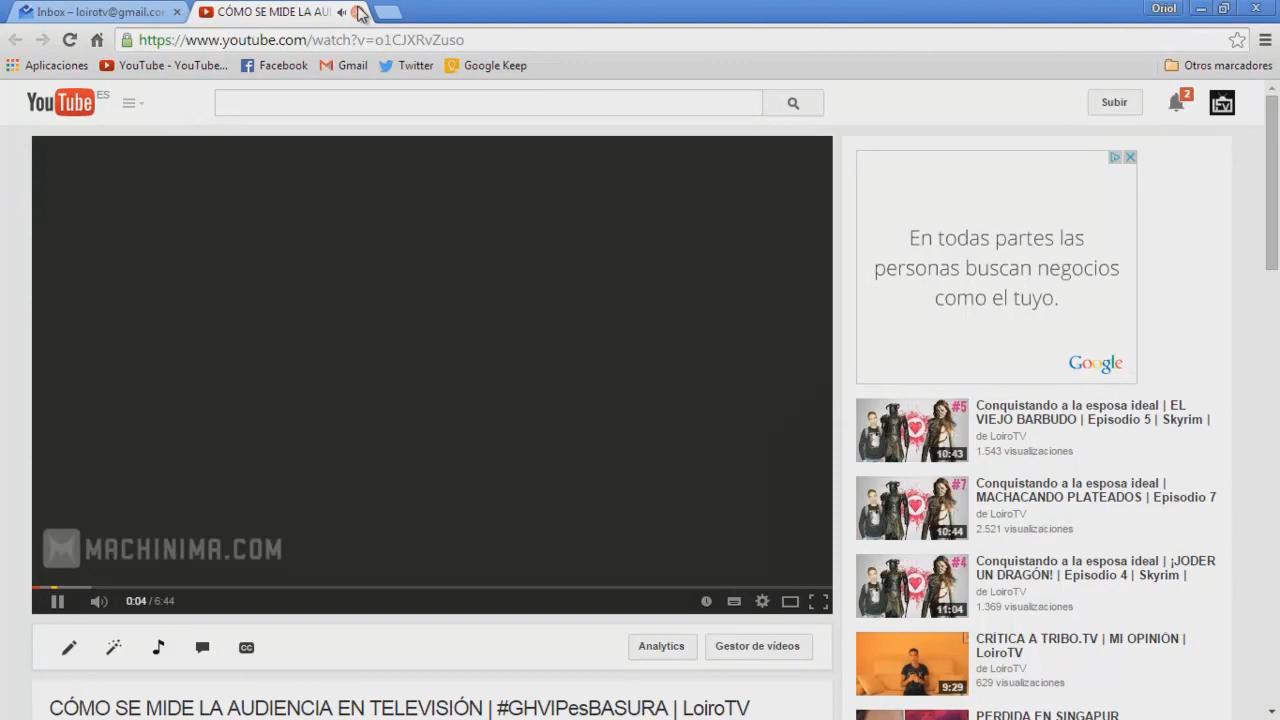 Inbox – loirotv@gmail.com
CÓMO SE MIDE LA AUI
Oriol
https://www.youtube.com/watch?v=o1CJXRvZuso
Aplicaciones
YouTube - YouTube...
Facebook
Gmail
Twitter
Google Keep
Otros marcadores
YouTube ES
Subir
2
En todas partes las
personas buscan negocios
como el tuyo.
Google
#5
10:43
Conquistando a la esposa ideal | EL
VIEJO BARBUDO | Episodio 5 | Skyrim |
de LoiroTV
1.543 visualizaciones
#7
10:44
Conquistando a la esposa ideal |
MACHACANDO PLATEADOS | Episodio 7
de LoiroTV
2.521 visualizaciones
#4
11:04
Conquistando a la esposa ideal | ¡JODER
UN DRAGÓN! | Episodio 4 | Skyrim |
de LoiroTV
1.369 visualizaciones
9:29
CRÍTICA A TRIBO.TV | MI OPINIÓN |
LoiroTV
de LoiroTV
629 visualizaciones
PERDIDA EN SINGAPUR
MACHINIMA.COM
0:04 / 6:44
CC
Analytics
Gestor de vídeos
CÓMO SE MIDE LA AUDIENCIA EN TELEVISIÓN | #GHVIPesBASURA | LoiroTV